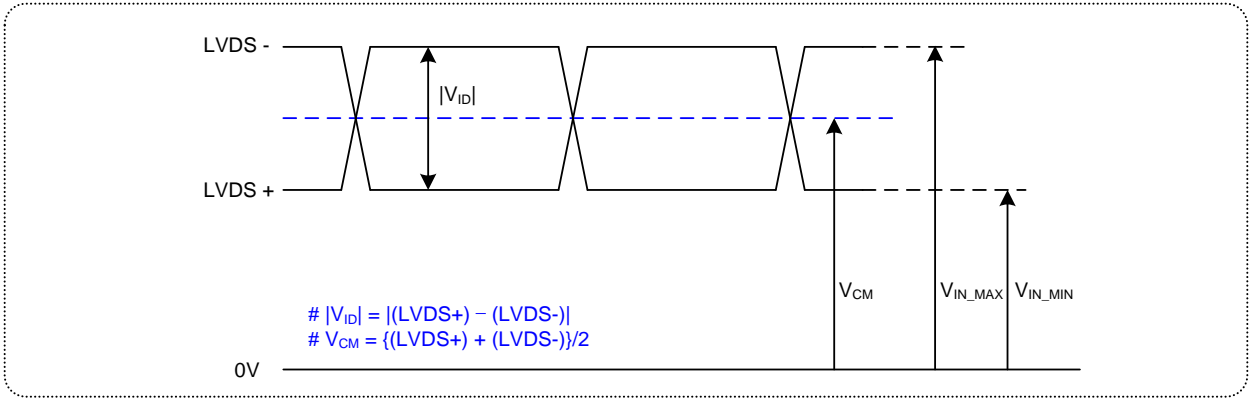 LVDS -
|VID|
LVDS +
VCM
VIN_MAX
VIN_MIN
# |VID| = |(LVDS+) – (LVDS-)|
# VCM = {(LVDS+) + (LVDS-)}/2
0V